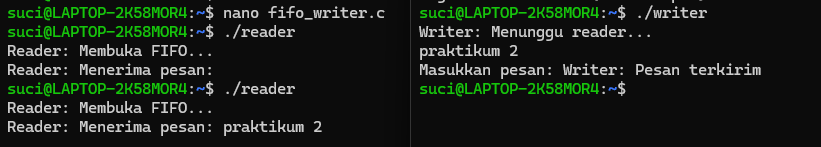 suci@LAPTOP-2K58MOR4:~$ nano fifo_writer.c
suci@LAPTOP-2K58MOR4:~$ ./reader
Reader: Membuka FIFO...
Reader: Menerima pesan:
suci@LAPTOP-2K58MOR4:~$ ./reader
Reader: Membuka FIFO...
Reader: Menerima pesan: praktikum 2
suci@LAPTOP-2K58MOR4:~$ ./writer
Writer: Menunggu reader...
praktikum 2
Masukkan pesan: Writer: Pesan terkirim
suci@LAPTOP-2K58MOR4:~$